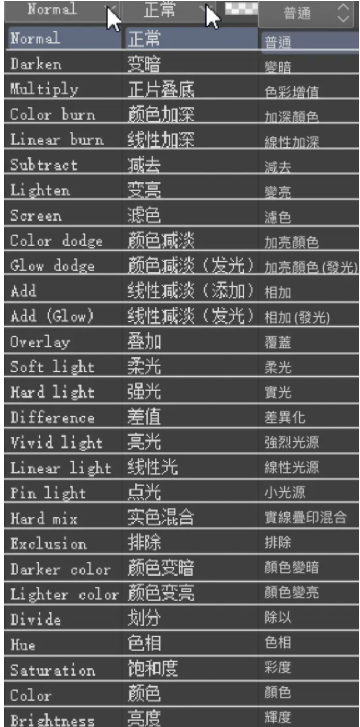 Normal 正常 普通
Normal 正常 普通
Darken 变暗 變暗
Multiply 正片叠底 色彩增值
Color burn 颜色加深 加深顏色
Linear burn 线性加深 線性加深
Subtract 减去 減去
Lighten 变亮 變亮
Screen 滤色 濾色
Color dodge 颜色减淡 加亮顏色
Glow dodge 颜色减淡（发光） 加亮顏色(發光)
Add 线性减淡（添加） 相加
Add (Glow) 线性减淡（发光） 相加(發光)
Overlay 叠加 覆蓋
Soft light 柔光 柔光
Hard light 强光 實光
Difference 差值 差異化
Vivid light 亮光 強烈光源
Linear light 线性光 線性光源
Pin light 点光 小光源
Hard mix 实色混合 實線疊印混合
Exclusion 排除 排除
Darker color 颜色变暗 顏色變暗
Lighter color 颜色变亮 顏色變亮
Divide 划分 除以
Hue 色相 色相
Saturation 饱和度 彩度
Color 颜色 顏色
Brightness 亮度 輝度